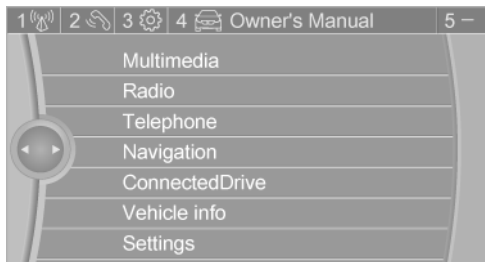 1 2 3 4 Owner's Manual 5 –
Multimedia
Radio
Telephone
Navigation
ConnectedDrive
Vehicle info
Settings